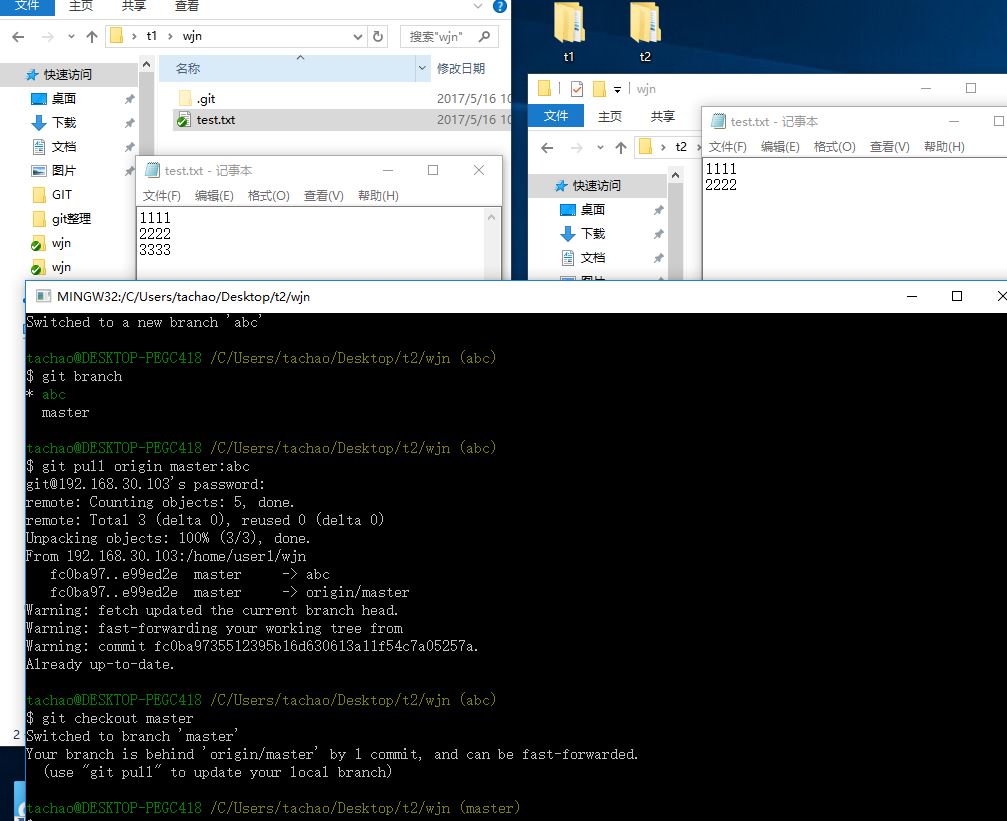 文件
主页
共享
查看
t1
wjn
搜索"wjn"
名称
修改日期
快速访问
桌面
下载
文档
图片
GIT
git整理
wjn
wjn
.git
2017/5/16 10
test.txt
2017/5/16 10
test.txt - 记事本
文件(F) 编辑(E) 格式(O) 查看(V) 帮助(H)
1111
2222
3333
t1
t2
wjn
文件
主页
共享
t2
快速访问
桌面
下载
文档
test.txt - 记事本
文件(F) 编辑(E) 格式(O) 查看(V) 帮助(H)
1111
2222
MINGW32:/C/Users/tachao/Desktop/t2/wjn
Switched to a new branch 'abc'
tachao@DESKTOP-PEGC418 /C/Users/tachao/Desktop/t2/wjn (abc)
$ git branch
* abc
master
tachao@DESKTOP-PEGC418 /C/Users/tachao/Desktop/t2/wjn (abc)
$ git pull origin master:abc
git@192.168.30.103's password:
remote: Counting objects: 5, done.
remote: Total 3 (delta 0), reused 0 (delta 0)
Unpacking objects: 100% (3/3), done.
From 192.168.30.103:/home/user1/wjn
fc0ba97..e99ed2e master -> abc
fc0ba97..e99ed2e master -> origin/master
Warning: fetch updated the current branch head.
Warning: fast-forwarding your working tree from
Warning: commit fc0ba9735512395b16d630613a11f54c7a05257a.
Already up-to-date.
tachao@DESKTOP-PEGC418 /C/Users/tachao/Desktop/t2/wjn (abc)
$ git checkout master
Switched to branch 'master'
Your branch is behind 'origin/master' by 1 commit, and can be fast-forwarded.
(use "git pull" to update your local branch)
tachao@DESKTOP-PEGC418 /C/Users/tachao/Desktop/t2/wjn (master)
2